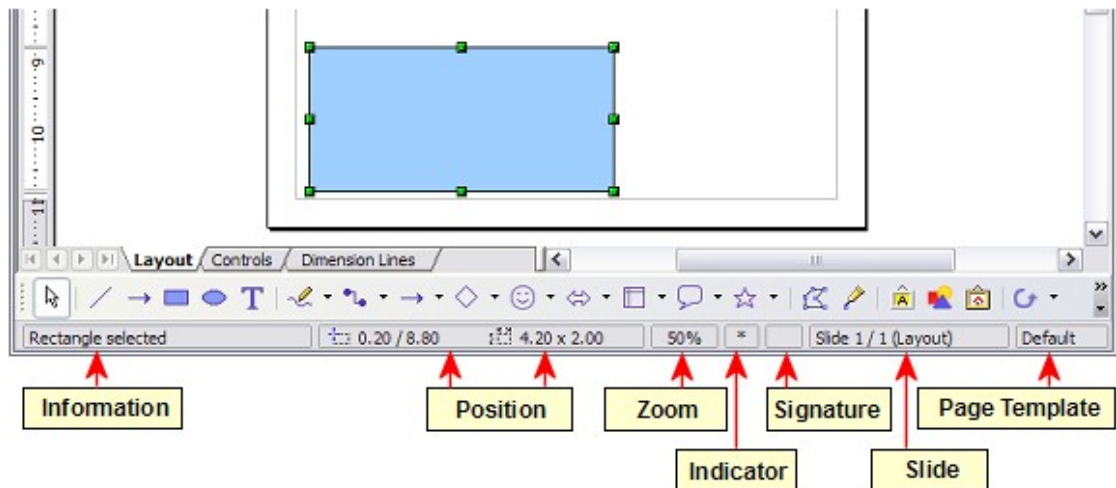 9
10
11
Layout Controls Dimension Lines
T A
Rectangle selected 0.20 / 8.80 4.20 x 2.00 50% * Slide 1 / 1 (Layout) Default
Information Position Zoom Signature Page Template
Indicator Slide